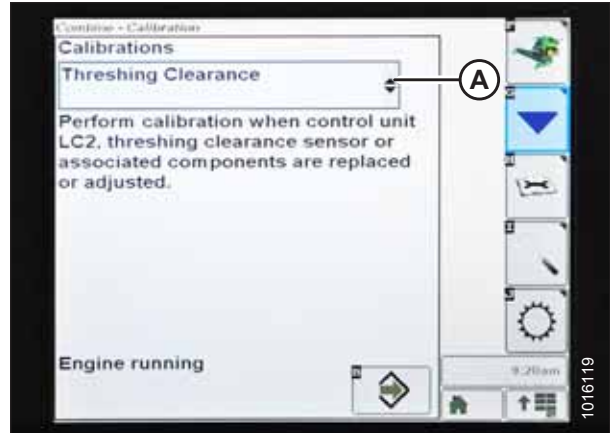 Combine - Calibration
Calibrations
Threshing Clearance
A
Perform calibration when control unit
LC2, threshing clearance sensor or
associated components are replaced
or adjusted.
Engine running
9:20am
1016119